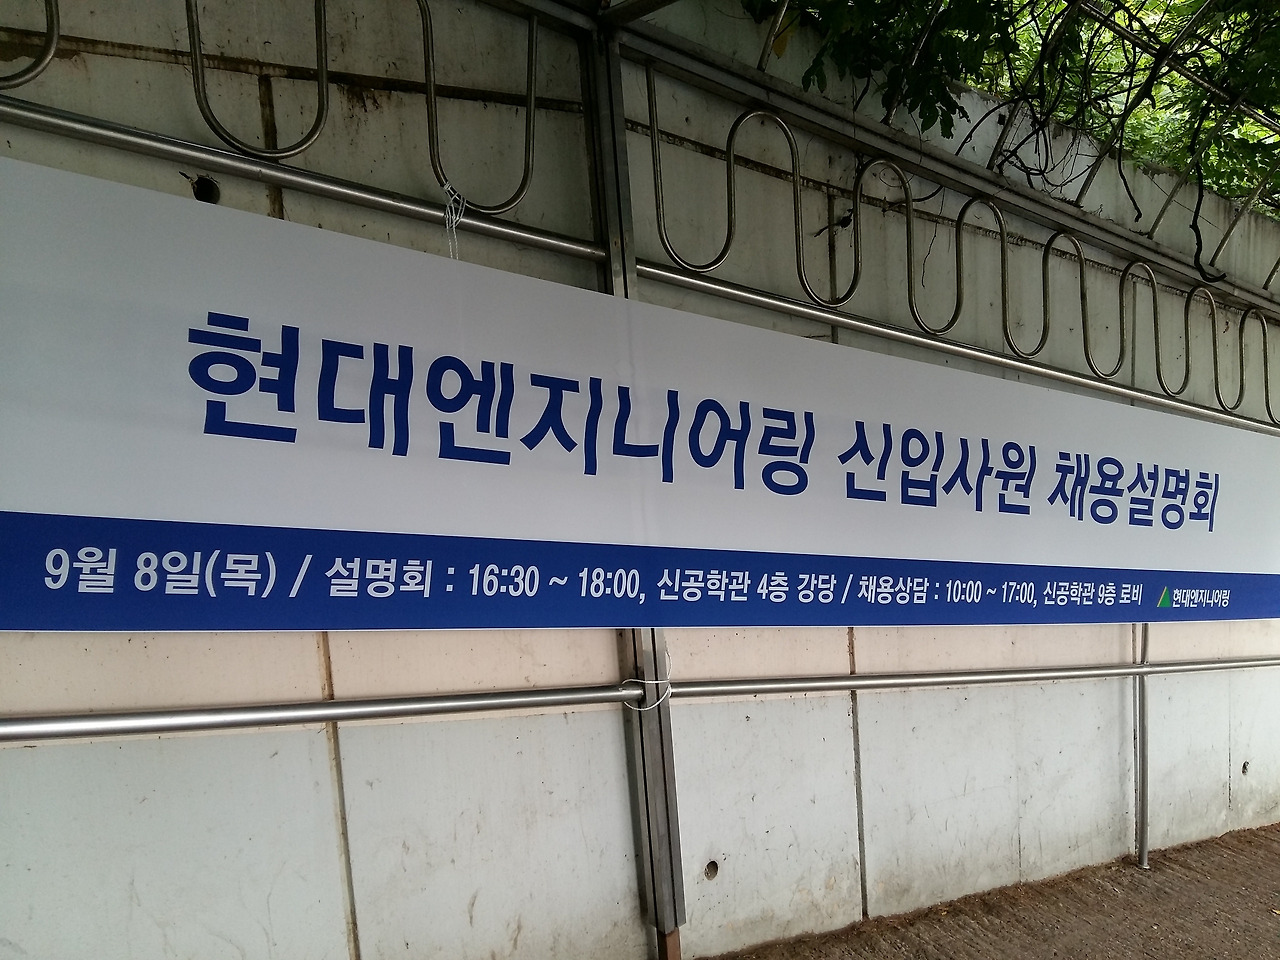 현대엔지니어링 신입사원 채용설명회
9월 8일(목) / 설명회 : 16:30 ~ 18:00, 신공학관 4층 강당 / 채용상담 : 10:00 ~ 17:00, 신공학관 9층 로비 현대엔지니어링